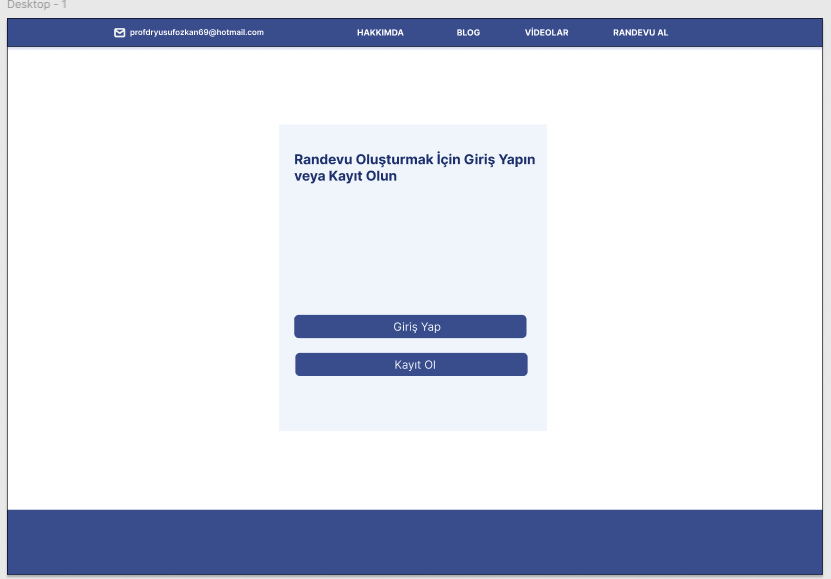 Desktop - 1
profdryusufozkan69@hotmail.com HAKKIMDA BLOG VİDEOLAR RANDEVU AL
Randevu Oluşturmak İçin Giriş Yapın
veya Kayıt Olun
Giriş Yap
Kayıt Ol